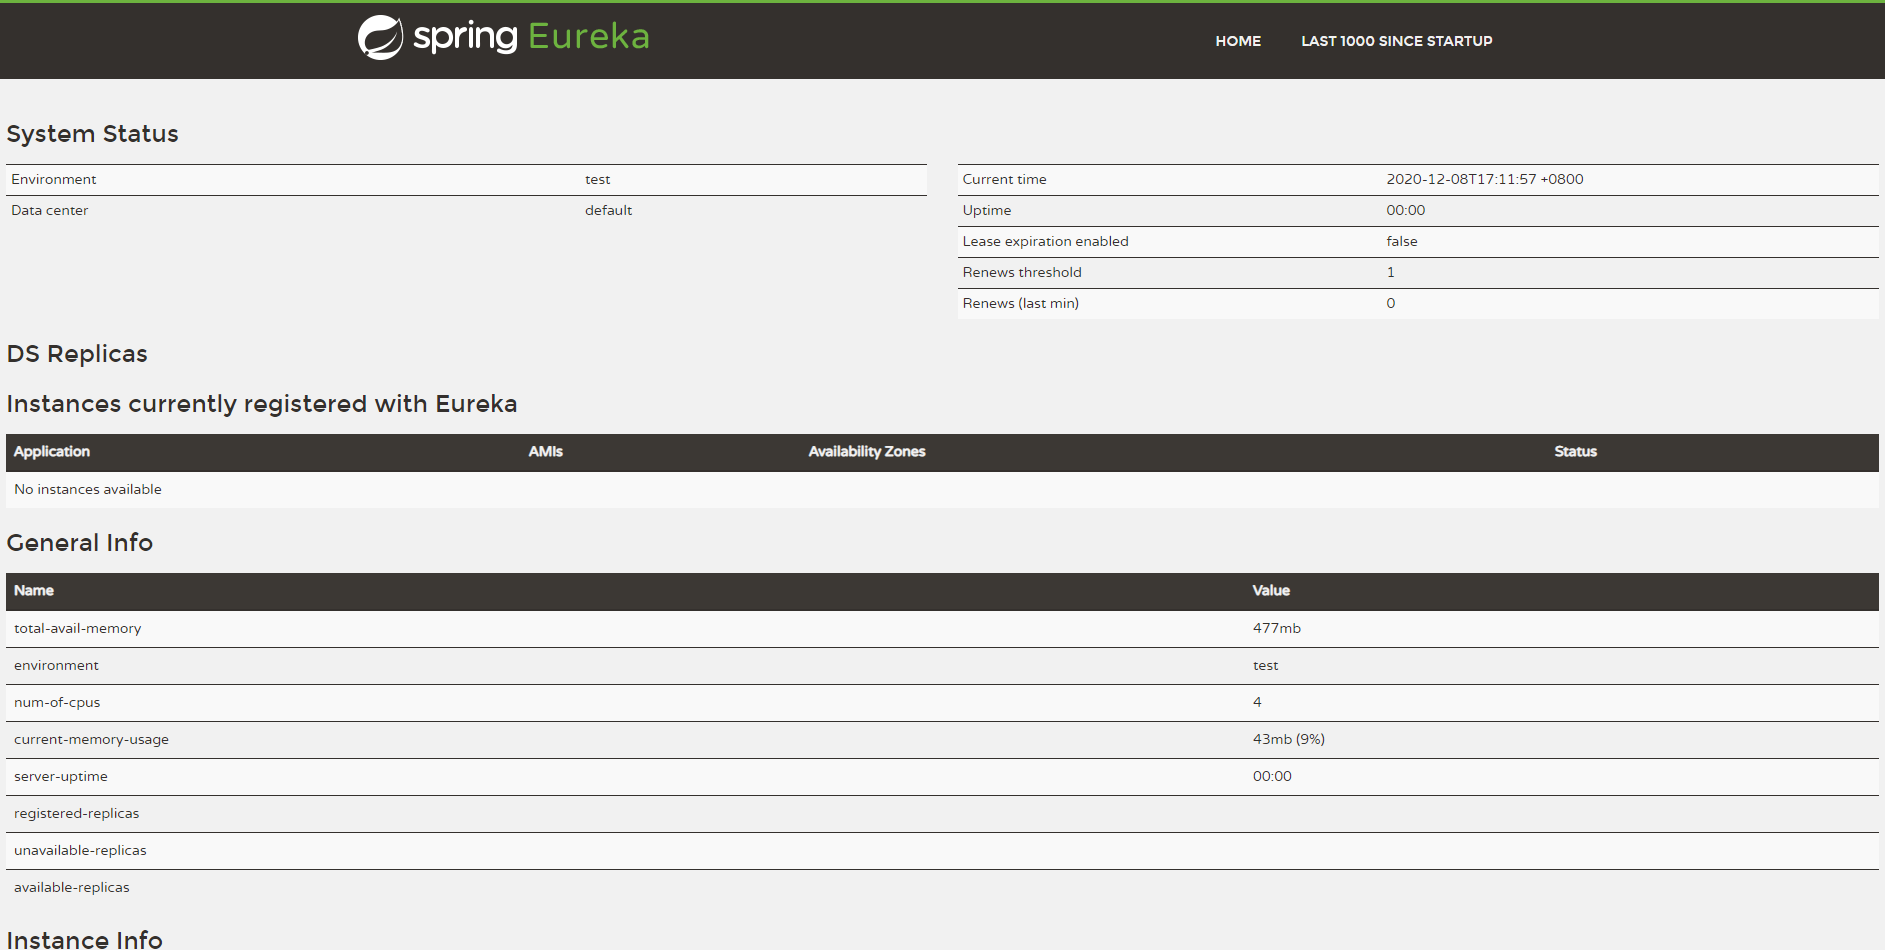 spring Eureka
HOME LAST 1000 SINCE STARTUP
System Status
Environment test
Data center default
Current time 2020-12-08T17:11:57 +0800
Uptime 00:00
Lease expiration enabled false
Renews threshold 1
Renews (last min) 0
DS Replicas
Instances currently registered with Eureka
Application AMIs Availability Zones Status
No instances available
General Info
Name Value
total-avail-memory 477mb
environment test
num-of-cpus 4
current-memory-usage 43mb (9%)
server-uptime 00:00
registered-replicas
unavailable-replicas
available-replicas
Instance Info